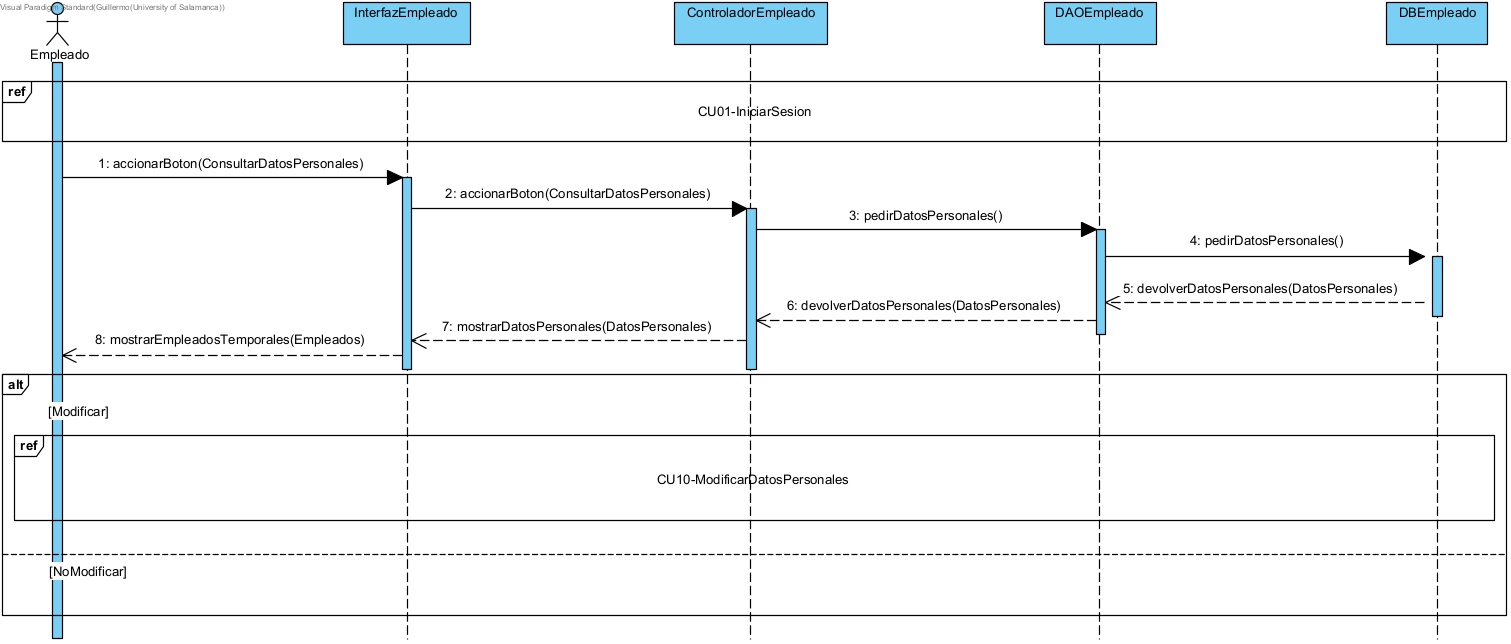 Visual Paradigm Standard(Guillermo(University of Salamanca))
InterfazEmpleado
ControladorEmpleado
DAOEmpleado
DBEmpleado
Empleado
ref
CU01-IniciarSesion
1: accionarBoton(ConsultarDatosPersonales)
2: accionarBoton(ConsultarDatosPersonales)
3: pedirDatosPersonales()
4: pedirDatosPersonales()
5: devolverDatosPersonales(DatosPersonales)
6: devolverDatosPersonales(DatosPersonales)
7: mostrarDatosPersonales(DatosPersonales)
8: mostrarEmpleadosTemporales(Empleados)
alt
[Modificar]
ref
CU10-ModificarDatosPersonales
[NoModificar]